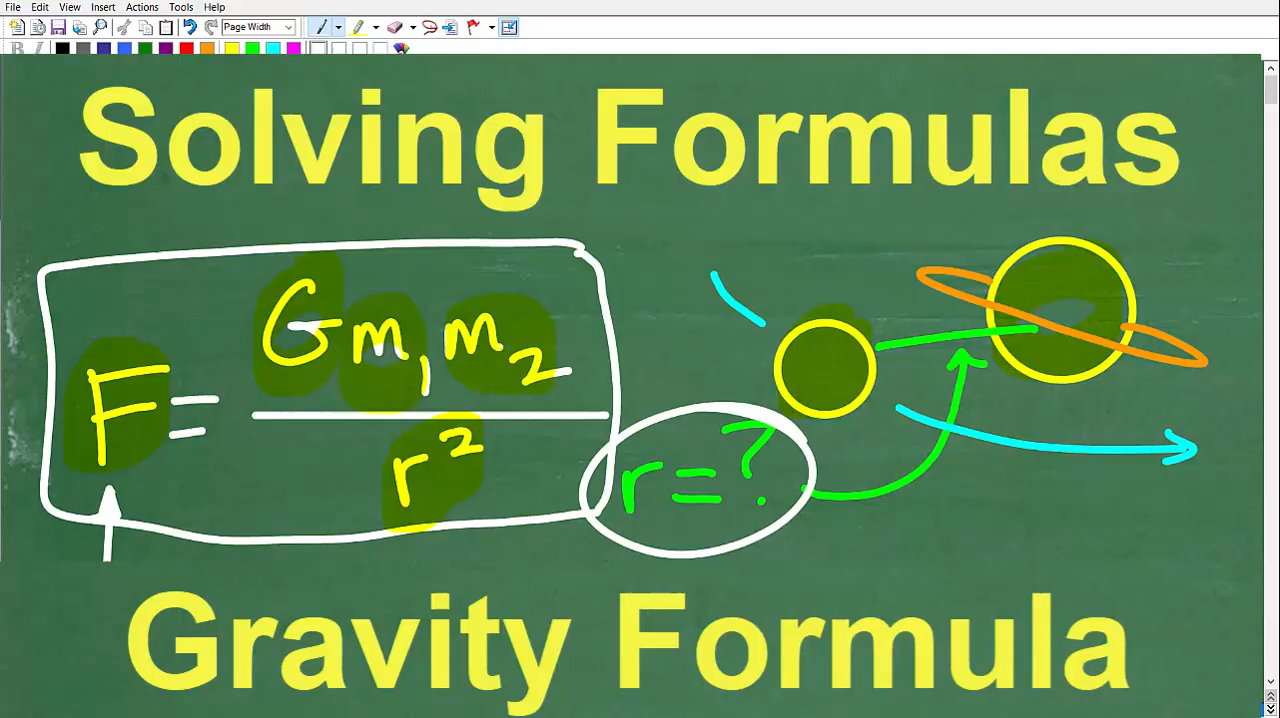 File Edit View Insert Actions Tools Help
Page Width
B I
Solving Formulas
F = Gm₁m₂ / r²
r = ?
Gravity Formula